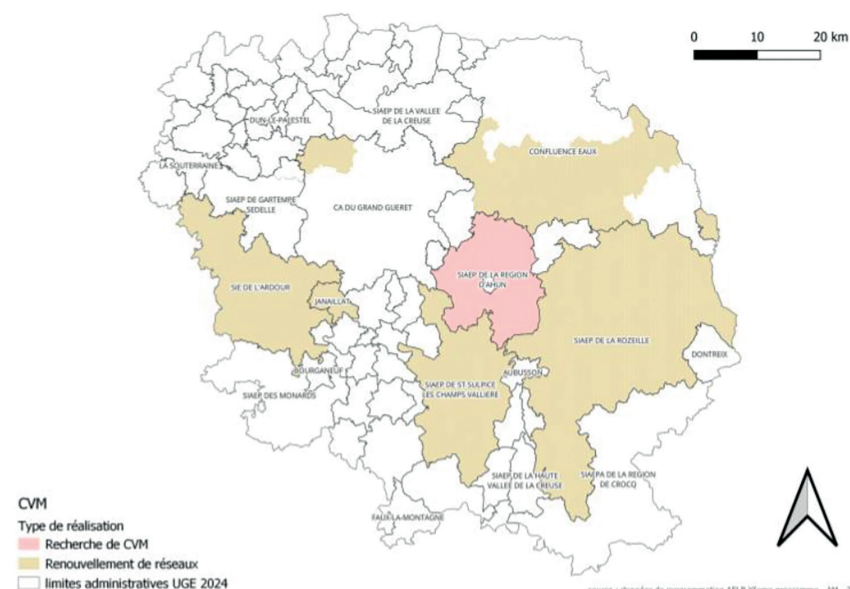 0 10 20 km
SIAEP DE LA VALLEE
DE LA CREUSE
DUN-LE-PALESTEL
CONFLUENCE EAUX
LA SOUTERRAINE
SIAEP DE GARTEMPE
SEDELLE
CA DU GRAND GUERET
SIAEP DE LA REGION
D'AHUN
SIE DE L'ARDOUR
JANAILLAT
SIAEP DE LA ROZEILLE
DONTREIX
BOURGANEUF
AUBUSSON
SIAEP DE ST SULPICE
LES CHAMPS VALLIERE
SIAEP DES MONARDS
SIAEP DE LA HAUTE
VALLEE DE LA CREUSE
SIAEPA DE LA REGION
DE CROCQ
FAUX-LA-MONTAGNE
CVM
Type de réalisation
Recherche de CVM
Renouvellement de réseaux
limites administratives UGE 2024